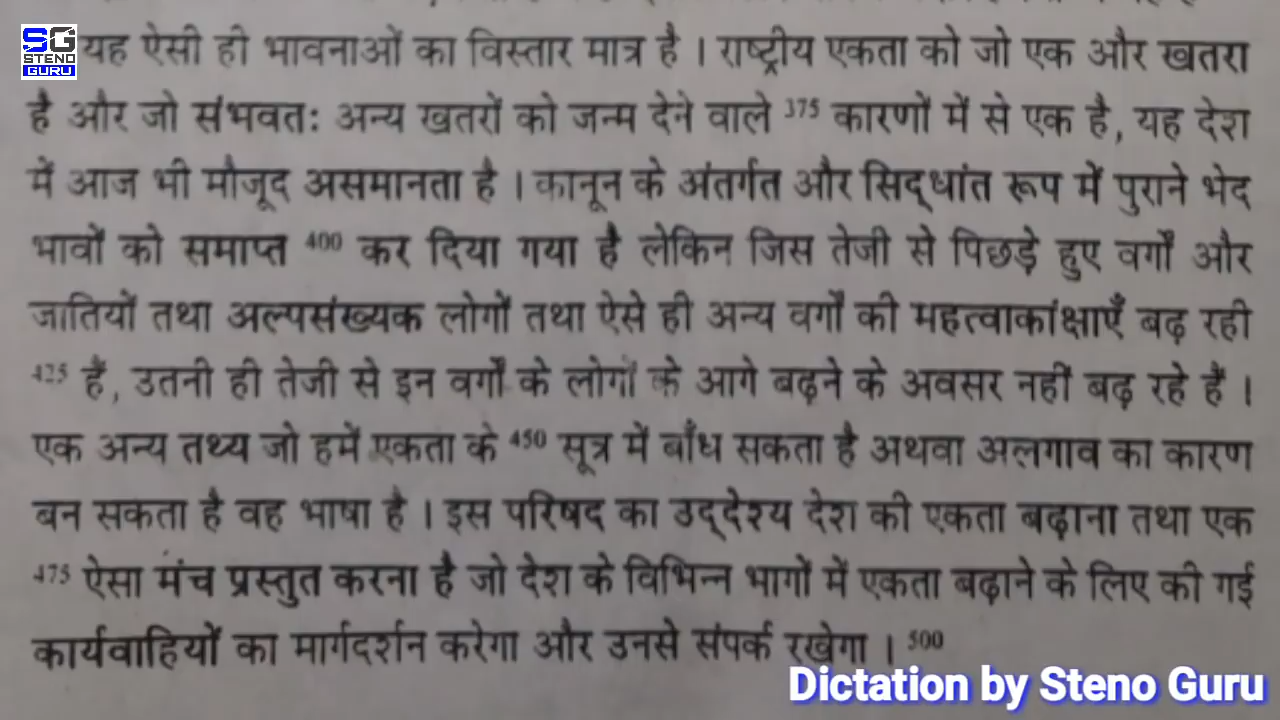 SG
STENO
GURU
यह ऐसी ही भावनाओं का विस्तार मात्र है । राष्ट्रीय एकता को जो एक और खतरा
है और जो संभवतः अन्य खतरों को जन्म देने वाले 375 कारणों में से एक है, यह देश
में आज भी मौजूद असमानता है । कानून के अंतर्गत और सिद्धांत रूप में पुराने भेद
भावों को समाप्त 400 कर दिया गया है लेकिन जिस तेजी से पिछड़े हुए वर्गों और
जातियों तथा अल्पसंख्यक लोगों तथा ऐसे ही अन्य वर्गों की महत्वाकांक्षाएँ बढ़ रही
425 हैं, उतनी ही तेजी से इन वर्गों के लोगों के आगे बढ़ने के अवसर नहीं बढ़ रहे हैं ।
एक अन्य तथ्य जो हमें एकता के 450 सूत्र में बाँध सकता है अथवा अलगाव का कारण
बन सकता है वह भाषा है । इस परिषद का उद्देश्य देश की एकता बढ़ाना तथा एक
475 ऐसा मंच प्रस्तुत करना है जो देश के विभिन्न भागों में एकता बढ़ाने के लिए की गई
कार्यवाहियों का मार्गदर्शन करेगा और उनसे संपर्क रखेगा । 500
Dictation by Steno Guru